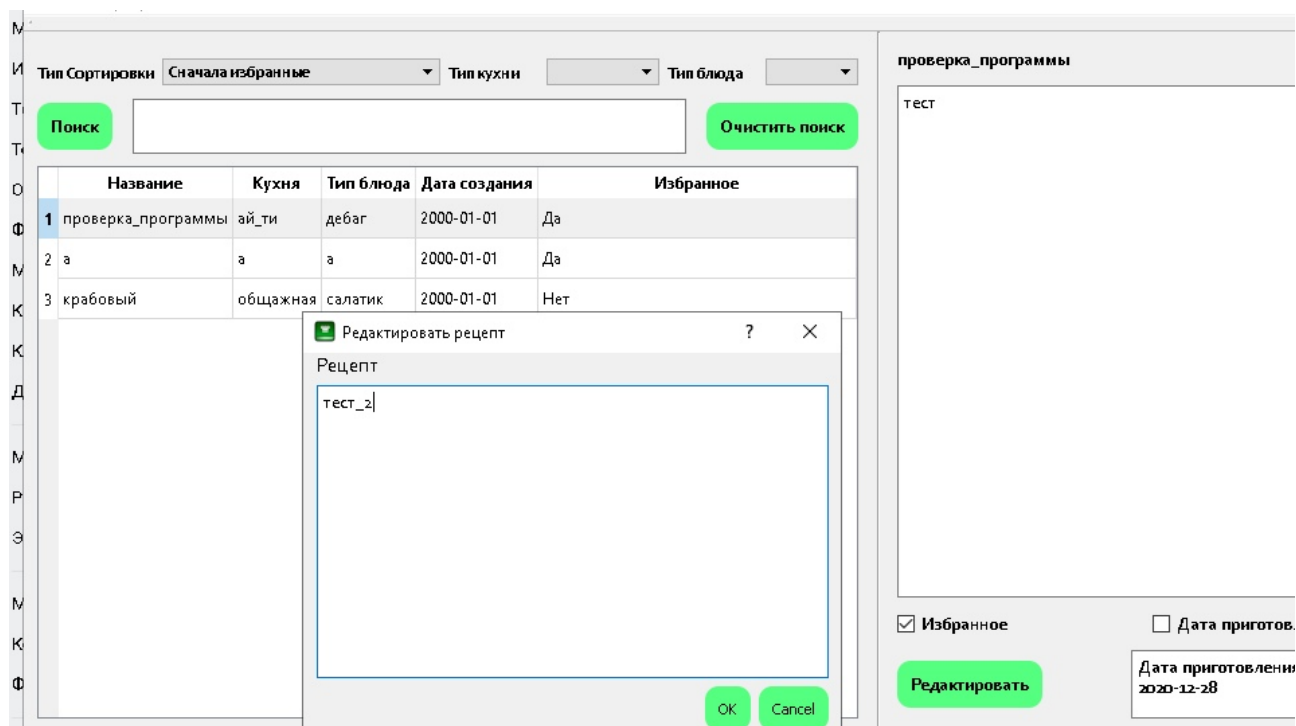 Тип Сортировки Сначала избранные Тип кухни Тип блюда
Поиск Очистить поиск
Название Кухня Тип блюда Дата создания Избранное
1 проверка_программы ай_ти дебаг 2000-01-01 Да
2 а а а 2000-01-01 Да
3 крабовый общажная салатик 2000-01-01 Нет
Редактировать рецепт ?
Рецепт
тест_2
OK Cancel
проверка_программы
тест
Избранное Дата приготов.
Редактировать
Дата приготовления
2020-12-28